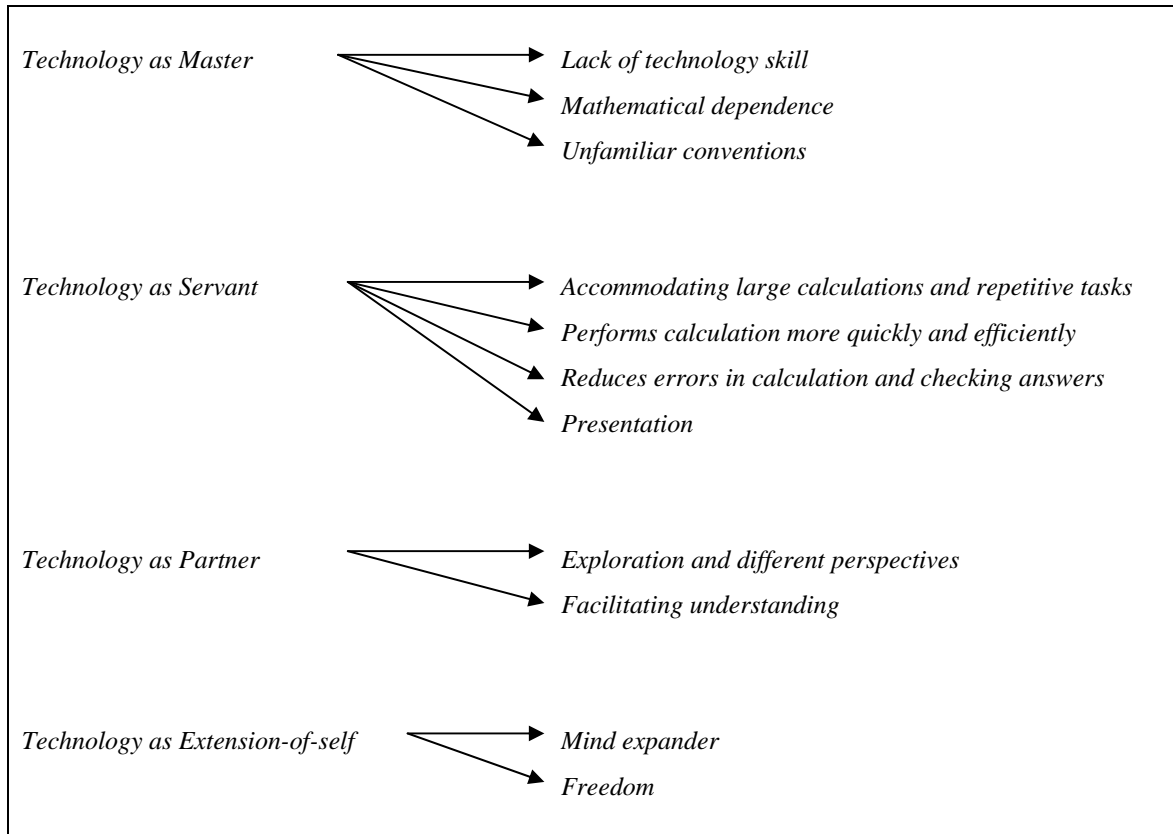 Technology as Master
Lack of technology skill
Mathematical dependence
Unfamiliar conventions
Technology as Servant
Accommodating large calculations and repetitive tasks
Performs calculation more quickly and efficiently
Reduces errors in calculation and checking answers
Presentation
Technology as Partner
Exploration and different perspectives
Facilitating understanding
Technology as Extension-of-self
Mind expander
Freedom